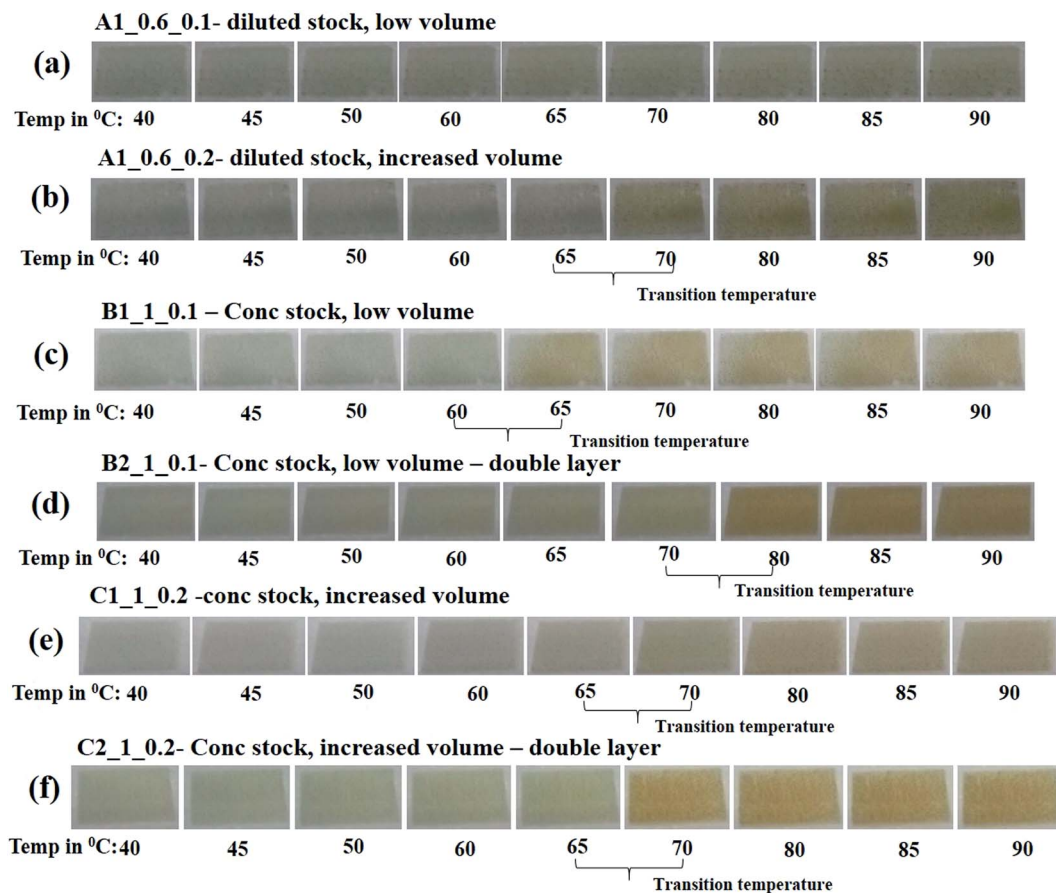 A1_0.6_0.1- diluted stock, low volume
(a)
Temp in ⁰C: 40 45 50 60 65 70 80 85 90
A1_0.6_0.2- diluted stock, increased volume
(b)
Temp in ⁰C: 40 45 50 60 65 70 80 85 90
Transition temperature
B1_1_0.1 – Conc stock, low volume
(c)
Temp in ⁰C: 40 45 50 60 65 70 80 85 90
Transition temperature
B2_1_0.1- Conc stock, low volume – double layer
(d)
Temp in ⁰C: 40 45 50 60 65 70 80 85 90
Transition temperature
C1_1_0.2 -conc stock, increased volume
(e)
Temp in ⁰C: 40 45 50 60 65 70 80 85 90
Transition temperature
C2_1_0.2- Conc stock, increased volume – double layer
(f)
Temp in ⁰C: 40 45 50 60 65 70 80 85 90
Transition temperature